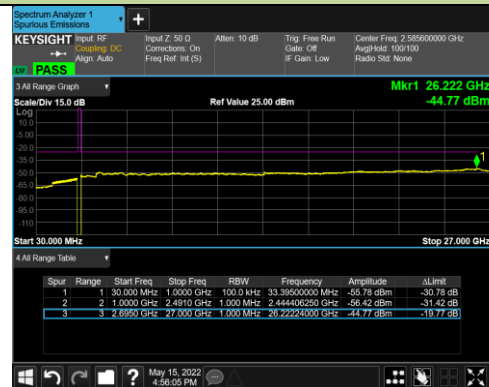 Spectrum Analyzer 1
Spurious Emissions
KEYSIGHT
Input: RF
Coupling: DC
Align: Auto
Input Z: 50 Ω
Corrections: On
Freq Ref: Int (S)
Atten: 10 dB
Trig: Free Run
Gate: Off
IF Gain: Low
Center Freq: 2.585600000 GHz
Avg|Hold: 100/100
Radio Std: None
PASS
3 All Range Graph
Mkr1 26.222 GHz
Scale/Div 15.0 dB
Ref Value 25.00 dBm
-44.77 dBm
Log
10.0
-5.00
-20.0
-35.0
-50.0
-65.0
-80.0
-95.0
-110
1
Start 30.000 MHz
Stop 27.000 GHz
4 All Range Table
Spur Range Start Freq Stop Freq RBW Frequency Amplitude ΔLimit
1 1 30.000 MHz 1.0000 GHz 100.0 kHz 33.39500000 MHz -55.78 dBm -30.78 dB
2 2 1.0000 GHz 2.4910 GHz 1.000 MHz 2.444406250 GHz -56.42 dBm -31.42 dB
3 3 2.6950 GHz 27.000 GHz 1.000 MHz 26.22224000 GHz -44.77 dBm -19.77 dB
May 15, 2022
4:56:05 PM